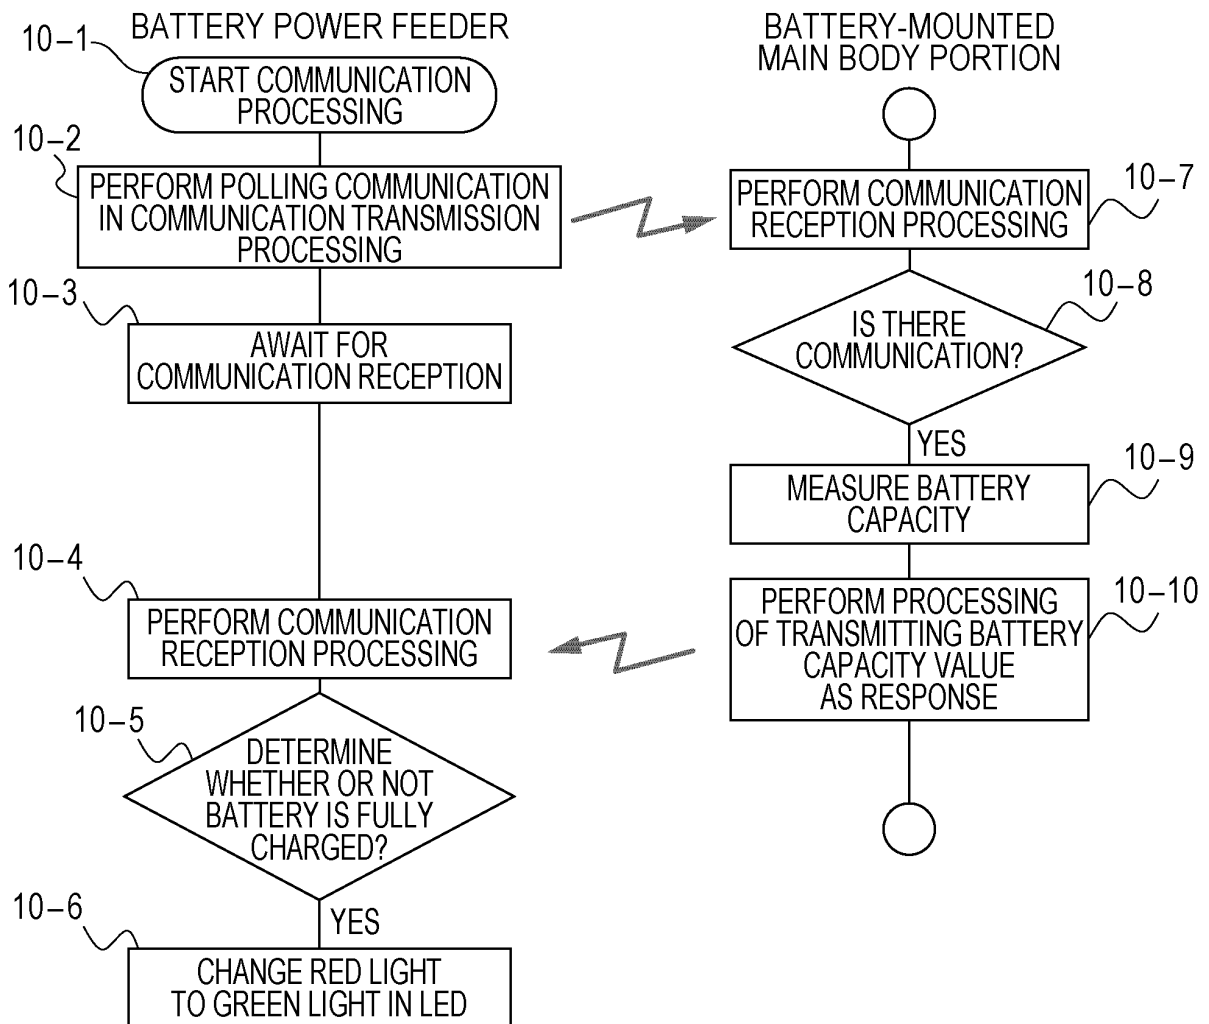 BATTERY POWER FEEDER
10-1
START COMMUNICATION
PROCESSING
10-2
PERFORM POLLING COMMUNICATION
IN COMMUNICATION TRANSMISSION
PROCESSING
10-3
AWAIT FOR
COMMUNICATION RECEPTION
10-4
PERFORM COMMUNICATION
RECEPTION PROCESSING
10-5
DETERMINE
WHETHER OR NOT
BATTERY IS FULLY
CHARGED?
YES
10-6
CHANGE RED LIGHT
TO GREEN LIGHT IN LED
BATTERY-MOUNTED
MAIN BODY PORTION
PERFORM COMMUNICATION
RECEPTION PROCESSING
10-7
IS THERE
COMMUNICATION?
10-8
YES
MEASURE BATTERY
CAPACITY
10-9
PERFORM PROCESSING
OF TRANSMITTING BATTERY
CAPACITY VALUE
AS RESPONSE
10-10